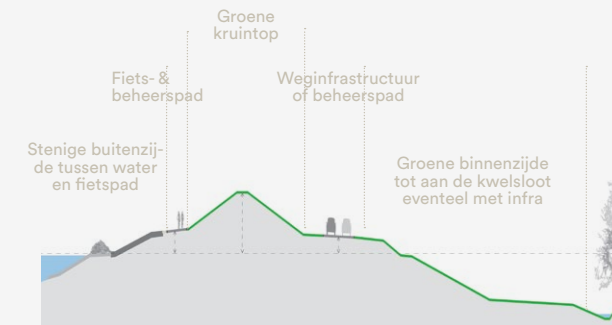 Groene
kruintop
Fiets- &
beheerspad
Weginfrastructuur
of beheerspad
Stenige buitenzij-
de tussen water
en fietspad
Groene binnenzijde
tot aan de kwelsloot
eventeel met infra